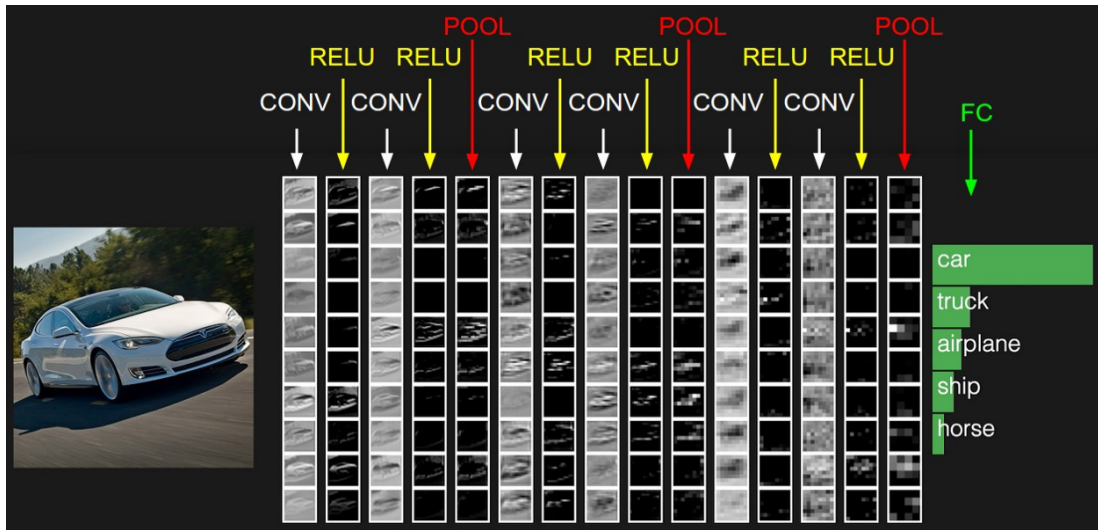 POOL POOL POOL
RELU RELU RELU RELU RELU RELU
CONV CONV CONV CONV CONV CONV
FC
car
truck
airplane
ship
horse